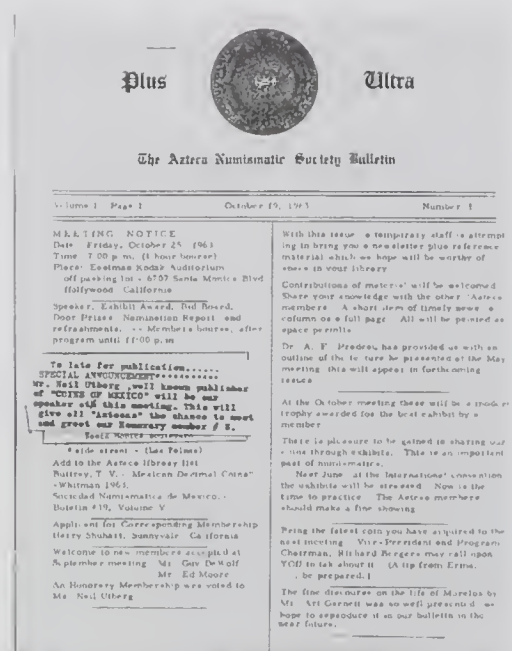 Plus Ultra
The Azteca Numismatic Society Bulletin
Volume 1 Page 1 October 19, 1963 Number 1
MEETING NOTICE
Date Friday, October 25 1963
Time 7:00 p.m. (1 hour bourse)
Place: Eastman Kodak Auditorium
off parking lot - 6707 Santa Monica Blvd
Hollywood California
Speaker, Exhibit Award, Bid Board,
Door Prizes Nomination Report and
refreshments. -- Members bourse, after
program until 11:00 p.m
To late for publication......
SPECIAL ANNOUNCEMENT
Mr. Neil Utberg ,well known publisher
of "COINS OF MEXICO" will be our
speaker at this meeting. This will
give all "Aztecas" the chance to meet
and greet our Honorary member # 2.
* side street - (Las Palmas)
Add to the Azteca library list
Buttrey, T. V. - Mexican Decimal Coins"
-Whitman 1963.
Sociedad Numismatica de Mexico. -
Boletin #39, Volume V
Applicant for Corresponding Membership
Harry Shuhart, Sunnyvale California
Welcome to new members accepted at
September meeting Mr Guy DeWolf
Mr Ed Moore
An Honorary Membership was voted to
Mr. Neil Utberg
With this issue a temporary staff is attempt
ing to bring you a newsletter plus reference
material which we hope will be worthy of
space in your library
Contributions of material will be welcomed
Share your knowledge with the other Azteca
members A short item of timely news a
column or a full page All will be printed as
space permits
Dr A. F. Pradeau has provided us with an
outline of the lecture he presented at the May
meeting this will appear in forthcoming
issues
At the October meeting there will be a modest
trophy awarded for the best exhibit by a
member
There is pleasure to be gained in sharing our
time through exhibits. This is an important
part of numismatics.
Next June at the International convention
the exhibits will be stressed Now is the
time to practice The Azteca members
should make a fine showing
Bring the latest coin you have acquired to the
next meeting Vice-President and Program
Chairman, Richard Bergere may call upon
YOU to talk about it (A tip from Erma.
, be prepared. )
The fine discourse on the life of Morelos by
Mr Art Garnett was so well presented we
hope to reproduce it in our bulletin in the
near future.